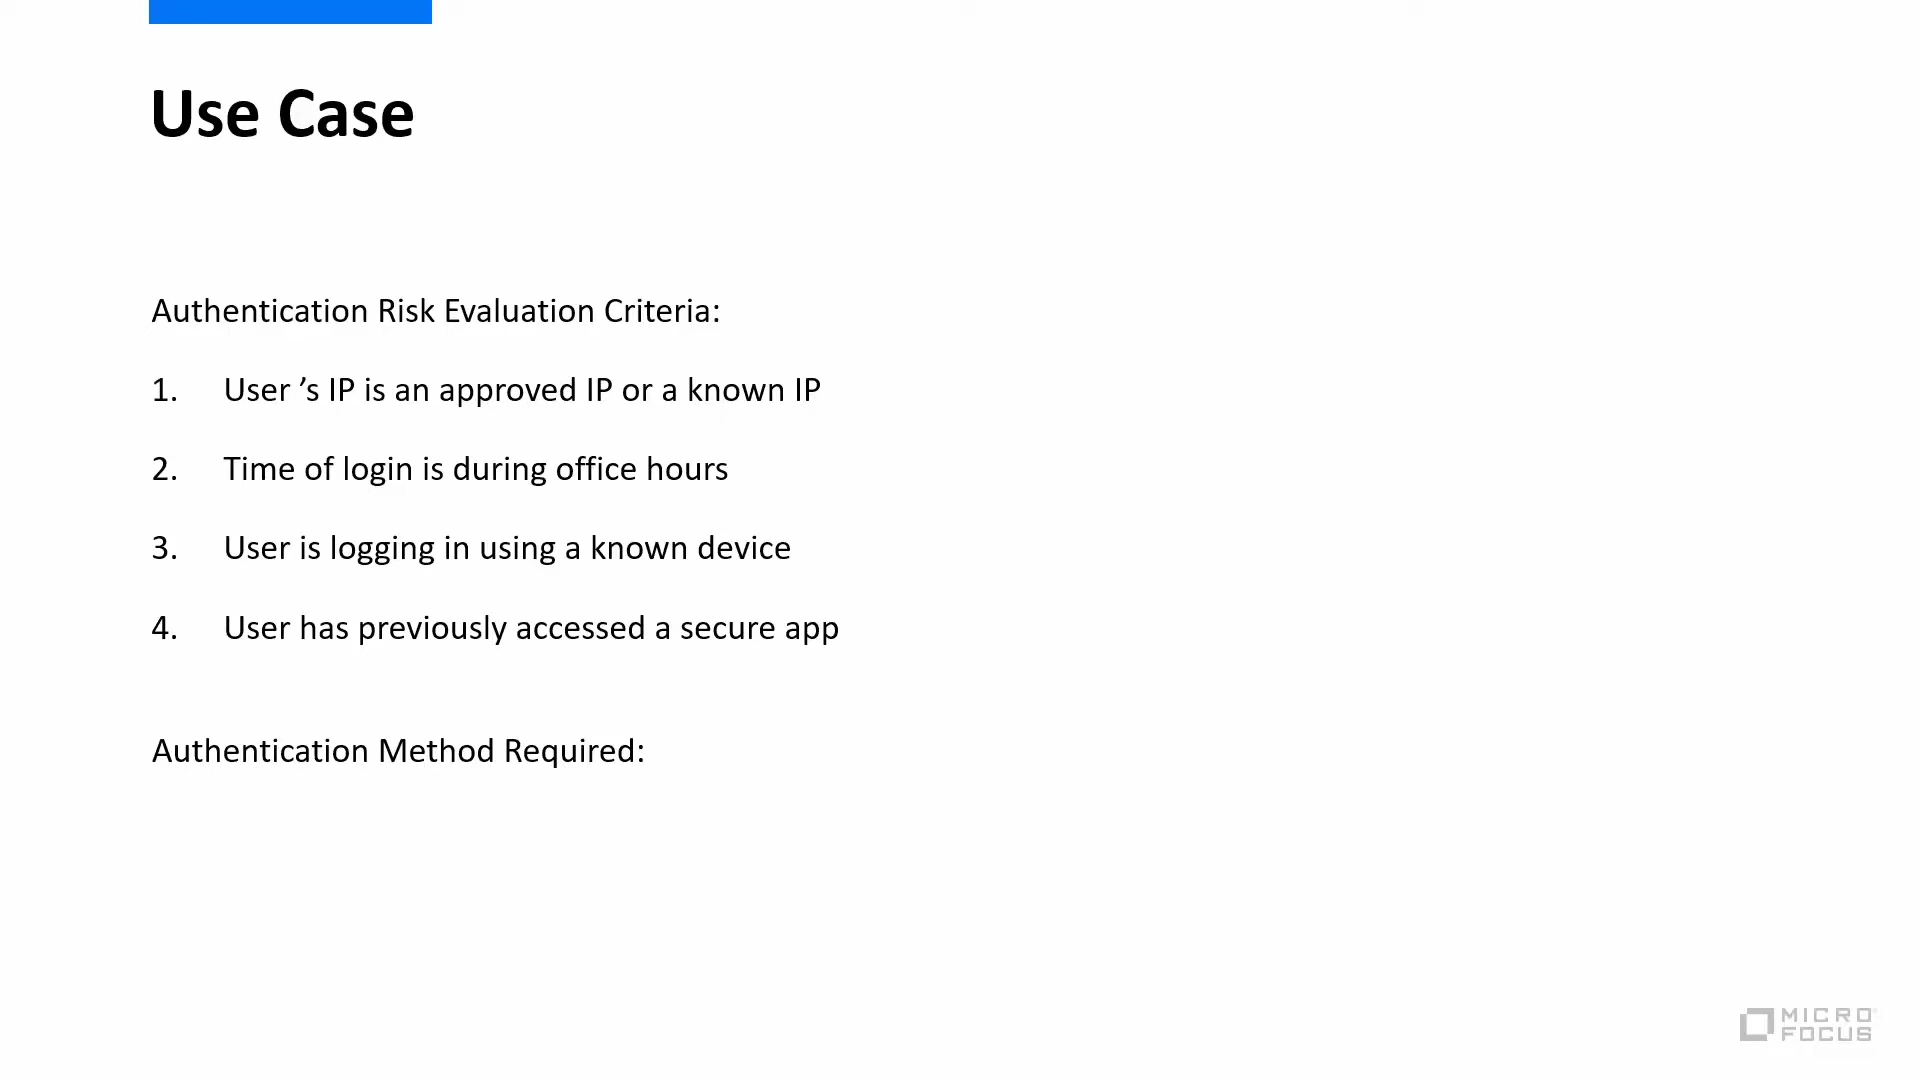 Use Case
Authentication Risk Evaluation Criteria:
1. User ’s IP is an approved IP or a known IP
2. Time of login is during office hours
3. User is logging in using a known device
4. User has previously accessed a secure app
Authentication Method Required:
MICRO
FOCUS